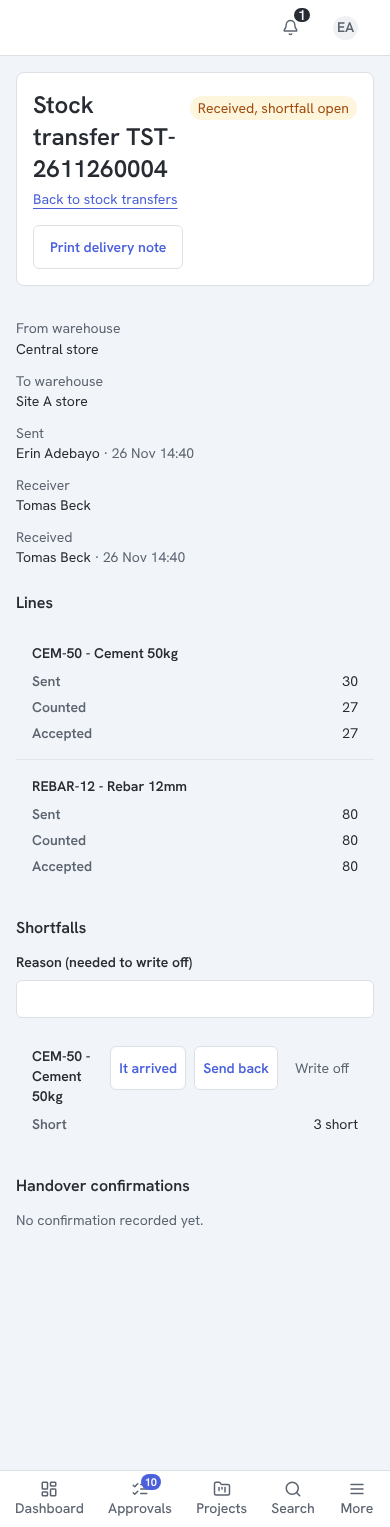 1
EA
Stock
transfer TST-
2611260004
Received, shortfall open
Back to stock transfers
Print delivery note
From warehouse
Central store
To warehouse
Site A store
Sent
Erin Adebayo · 26 Nov 14:40
Receiver
Tomas Beck
Received
Tomas Beck · 26 Nov 14:40
Lines
CEM-50 - Cement 50kg
Sent 30
Counted 27
Accepted 27
REBAR-12 - Rebar 12mm
Sent 80
Counted 80
Accepted 80
Shortfalls
Reason (needed to write off)
CEM-50 -
Cement
50kg
It arrived Send back Write off
Short 3 short
Handover confirmations
No confirmation recorded yet.
10
Dashboard Approvals Projects Search More